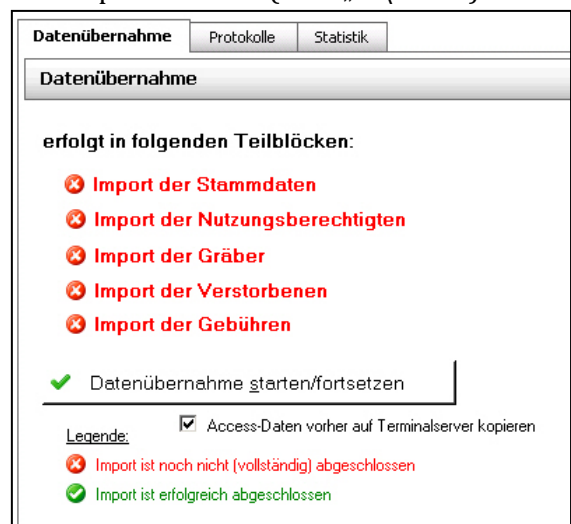 Datenübernahme Protokolle Statistik
Datenübernahme
erfolgt in folgenden Teilblöcken:
Import der Stammdaten
Import der Nutzungsberechtigten
Import der Gräber
Import der Verstorbenen
Import der Gebühren
Datenübernahme starten/fortsetzen
Access-Daten vorher auf Terminalserver kopieren
Legende:
Import ist noch nicht (vollständig) abgeschlossen
Import ist erfolgreich abgeschlossen